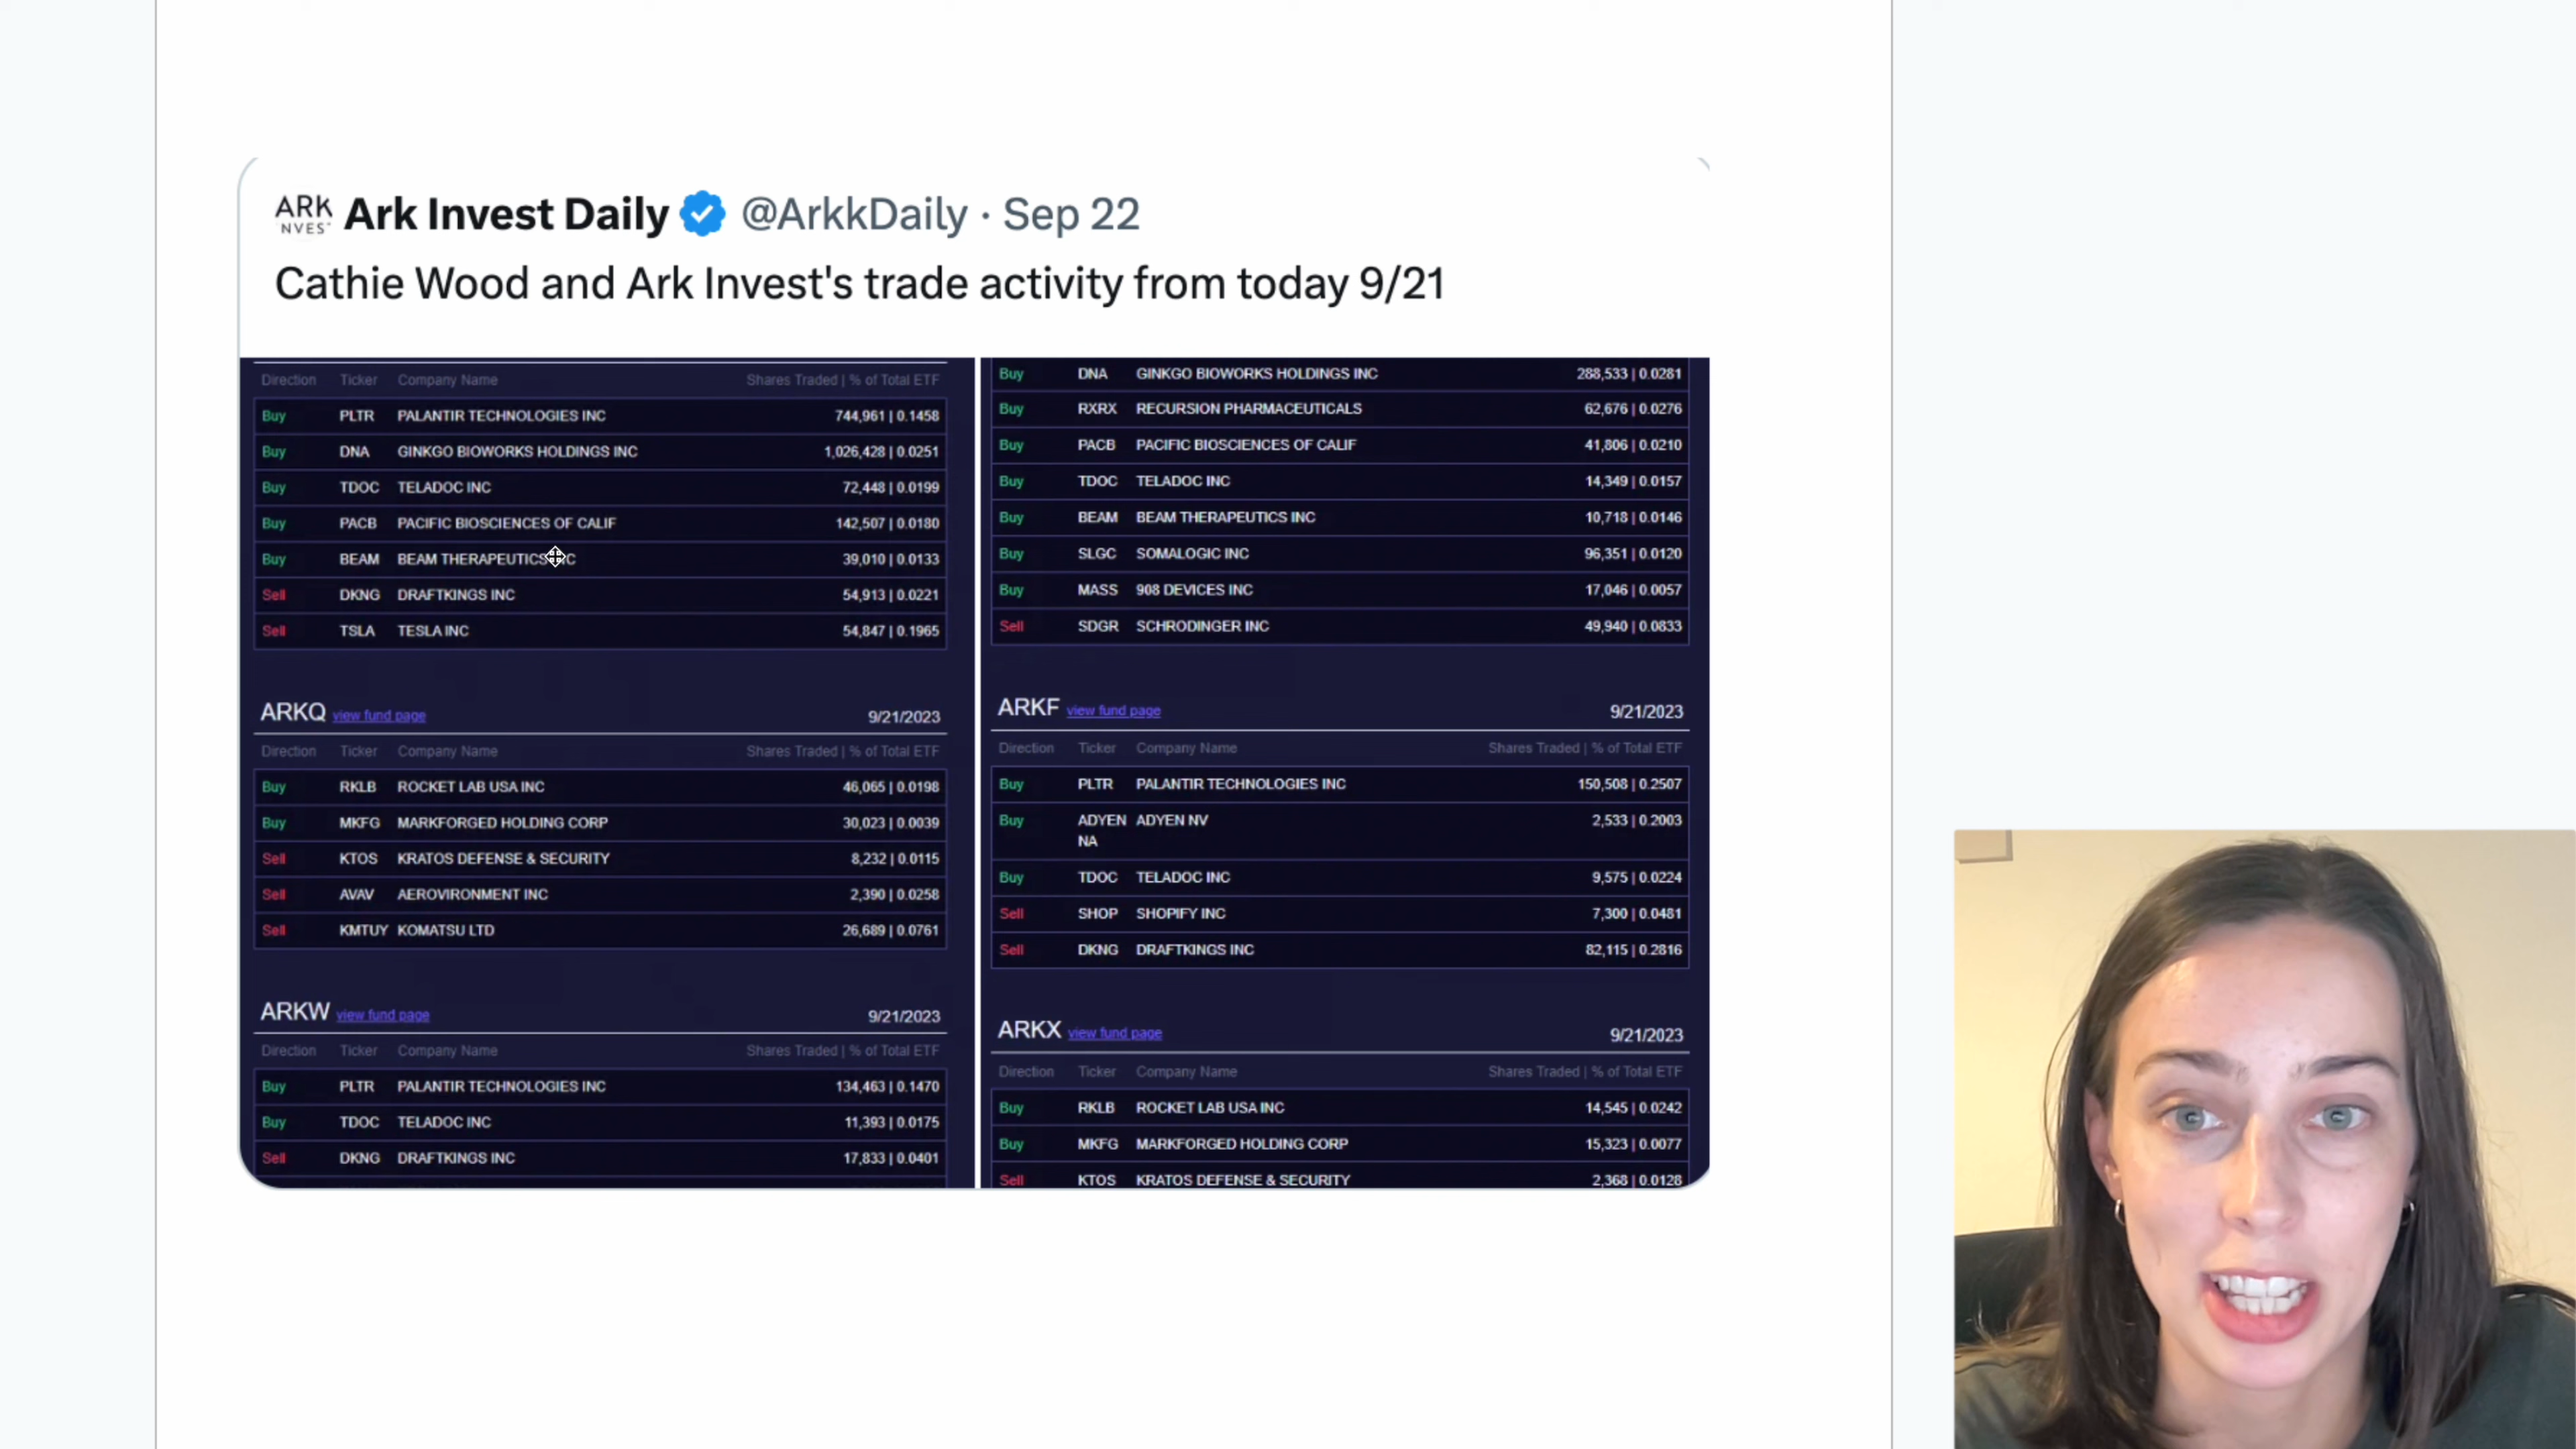 ARK
NVES
Ark Invest Daily @ArkkDaily · Sep 22
Cathie Wood and Ark Invest's trade activity from today 9/21
Direction Ticker Company Name Shares Traded | % of Total ETF
Buy PLTR PALANTIR TECHNOLOGIES INC 744,961 | 0.1458
Buy DNA GINKGO BIOWORKS HOLDINGS INC 1,026,428 | 0.0251
Buy TDOC TELADOC INC 72,448 | 0.0199
Buy PACB PACIFIC BIOSCIENCES OF CALIF 142,507 | 0.0180
Buy BEAM BEAM THERAPEUTICS 39,010 | 0.0133
Sell DKNG DRAFTKINGS INC 54,913 | 0.0221
Sell TSLA TESLA INC 54,847 | 0.1965
ARKQ view fund page 9/21/2023
Direction Ticker Company Name Shares Traded | % of Total ETF
Buy RKLB ROCKET LAB USA INC 46,065 | 0.0198
Buy MKFG MARKFORGED HOLDING CORP 30,023 | 0.0039
Sell KTOS KRATOS DEFENSE & SECURITY 8,232 | 0.0115
Sell AVAV AEROVIRONMENT INC 2,390 | 0.0258
Sell KMTUY KOMATSU LTD 26,689 | 0.0761
ARKW view fund page 9/21/2023
Direction Ticker Company Name Shares Traded | % of Total ETF
Buy PLTR PALANTIR TECHNOLOGIES INC 134,463 | 0.1470
Buy TDOC TELADOC INC 11,393 | 0.0175
Sell DKNG DRAFTKINGS INC 17,833 | 0.0401
Buy DNA GINKGO BIOWORKS HOLDINGS INC 288,533 | 0.0281
Buy RXRX RECURSION PHARMACEUTICALS 62,676 | 0.0276
Buy PACB PACIFIC BIOSCIENCES OF CALIF 41,806 | 0.0210
Buy TDOC TELADOC INC 14,349 | 0.0157
Buy BEAM BEAM THERAPEUTICS INC 10,718 | 0.0146
Buy SLGC SOMALOGIC INC 96,351 | 0.0120
Buy MASS 908 DEVICES INC 17,046 | 0.0057
Sell SDGR SCHRODINGER INC 49,940 | 0.0833
ARKF view fund page 9/21/2023
Direction Ticker Company Name Shares Traded | % of Total ETF
Buy PLTR PALANTIR TECHNOLOGIES INC 150,508 | 0.2507
Buy ADYEN ADYEN NV 2,533 | 0.2003
NA
Buy TDOC TELADOC INC 9,575 | 0.0224
Sell SHOP SHOPIFY INC 7,300 | 0.0481
Sell DKNG DRAFTKINGS INC 82,115 | 0.2816
ARKX view fund page 9/21/2023
Direction Ticker Company Name Shares Traded | % of Total ETF
Buy RKLB ROCKET LAB USA INC 14,545 | 0.0242
Buy MKFG MARKFORGED HOLDING CORP 15,323 | 0.0077
Sell KTOS KRATOS DEFENSE & SECURITY 2,368 | 0.0128